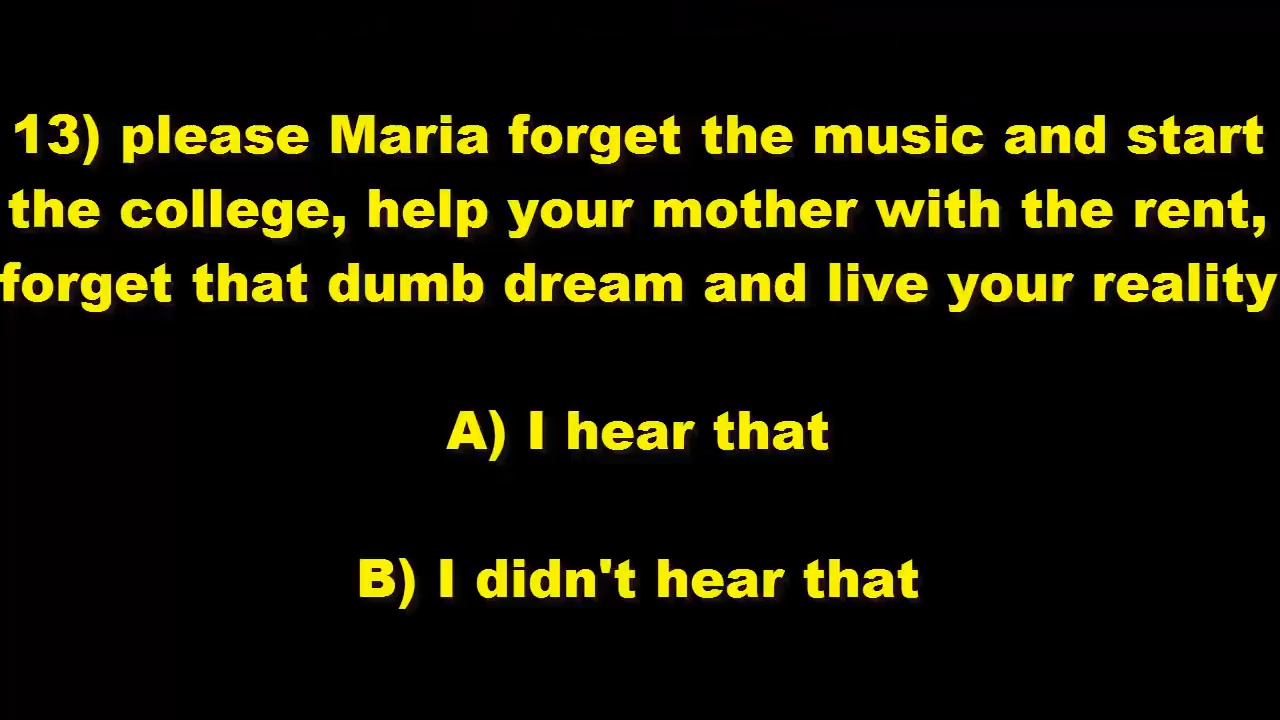 13) please Maria forget the music and start
the college, help your mother with the rent,
forget that dumb dream and live your reality
A) I hear that
B) I didn't hear that